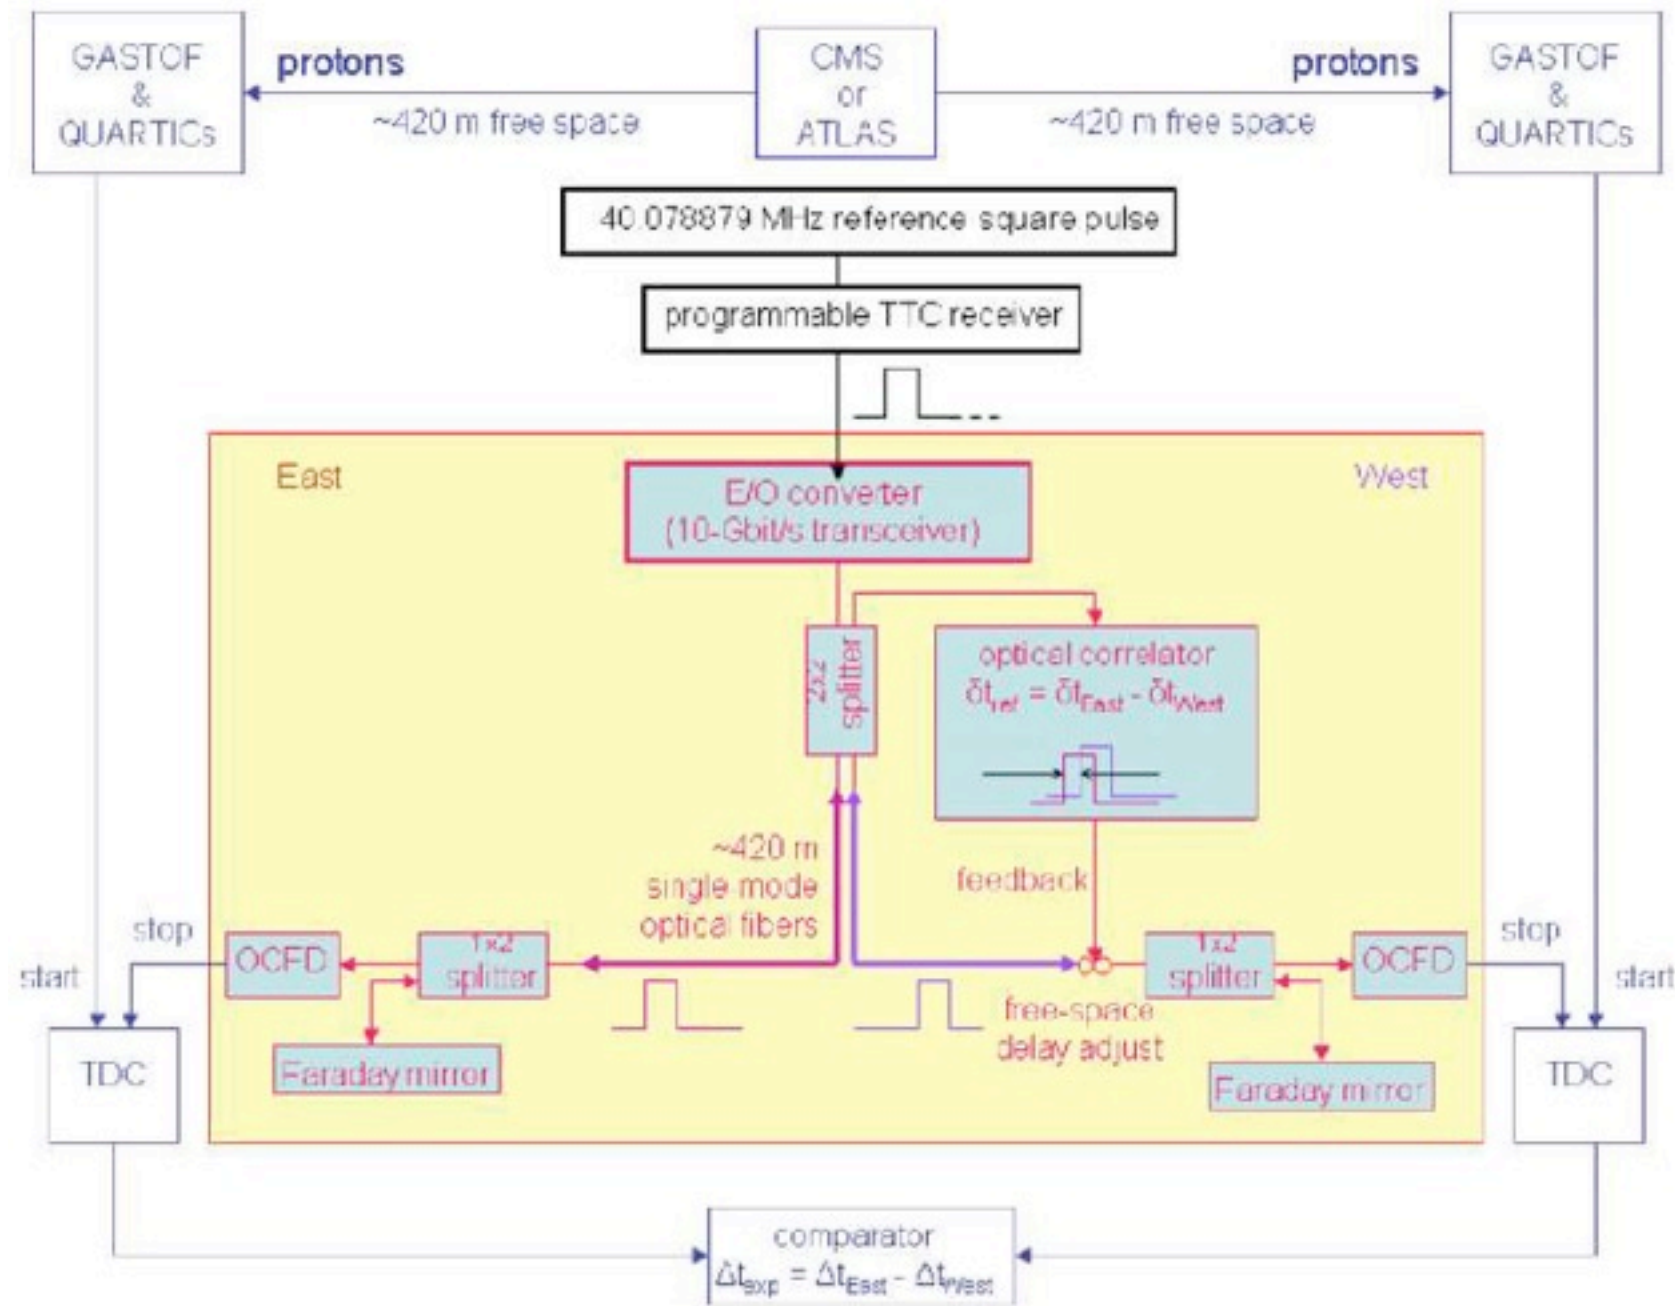 GASTOF
&
QUARTICs
protons
~420 m free space
CMS
or
ATLAS
protons
~420 m free space
GASTOF
&
QUARTICs
40.078879 MHz reference square pulse
programmable TTC receiver
East
West
E/O converter
(10-Gbit/s transceiver)
2x2
splitter
optical correlator
δt_ref = δt_East - δt_West
~420 m
single mode
optical fibers
feedback
stop
OCFD
1x2
splitter
1x2
splitter
OCFD
stop
start
start
free-space
delay adjust
TDC
Faraday mirror
Faraday mirror
TDC
comparator
Δt_exp = Δt_East - Δt_West